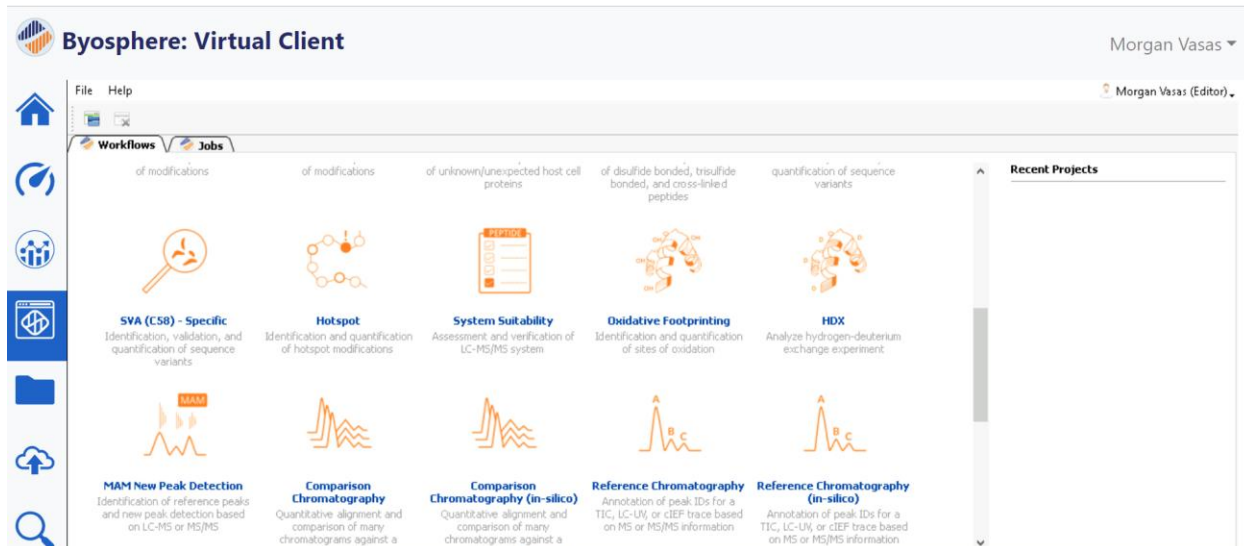 Byosphere: Virtual Client
Morgan Vasas
File Help
Morgan Vasas (Editor)
Workflows Jobs
of modifications
of modifications
of unknown/unexpected host cell
proteins
of disulfide bonded, trisulfide
bonded, and cross-linked
peptides
quantification of sequence
variants
Recent Projects
SVA (C58) - Specific
Identification, validation, and
quantification of sequence
variants
Hotspot
Identification and quantification
of hotspot modifications
PEPTIDE
System Suitability
Assessment and verification of
LC-MS/MS system
OH OH
OH
OH
Oxidative Footprinting
Identification and quantification
of sites of oxidation
D D
D
D
HDX
Analyze hydrogen-deuterium
exchange experiment
MAM
MAM New Peak Detection
Identification of reference peaks
and new peak detection based
on LC-MS or MS/MS
Comparison
Chromatography
Quantitative alignment and
comparison of many
chromatograms against a
Comparison
Chromatography (in-silico)
Quantitative alignment and
comparison of many
chromatograms against a
A
B C
Reference Chromatography
Annotation of peak IDs for a
TIC, LC-UV, or cIEF trace based
on MS or MS/MS information
A
B C
Reference Chromatography
(in-silico)
Annotation of peak IDs for a
TIC, LC-UV, or cIEF trace based
on MS or MS/MS information